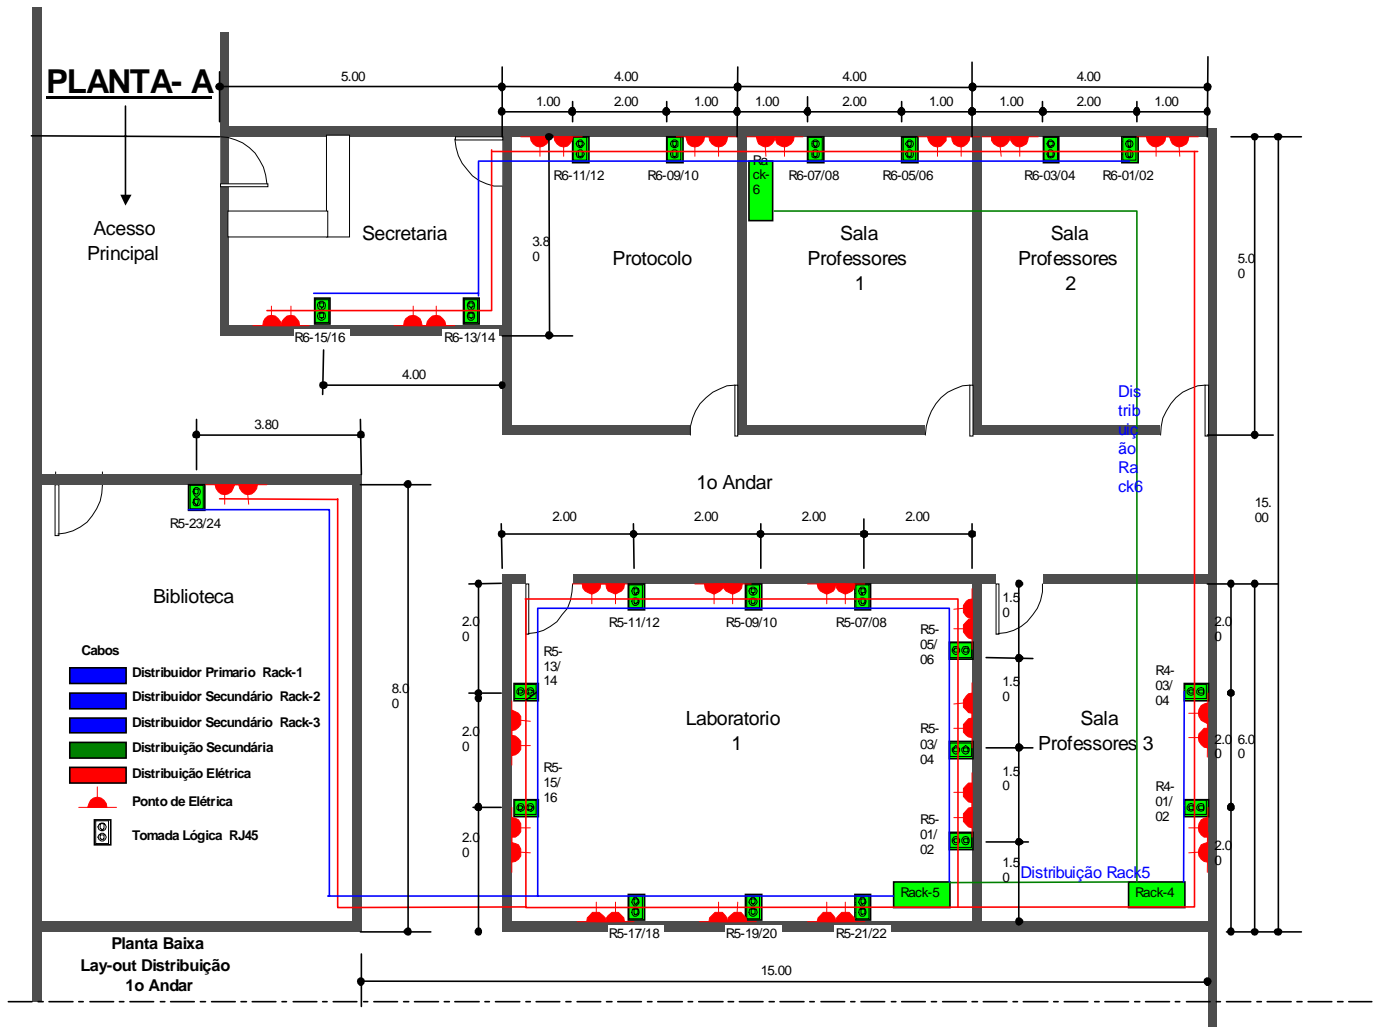 PLANTA- A
5.00
4.00
4.00
4.00
1.00
2.00
1.00
1.00
2.00
1.00
1.00
2.00
1.00
R6-11/12
R6-09/10
Ra
ck-
6
R6-07/08
R6-05/06
R6-03/04
R6-01/02
Acesso
Principal
Secretaria
3.8
0
Protocolo
Sala
Professores
1
Sala
Professores
2
5.0
0
R6-15/16
R6-13/14
4.00
3.80
Dis
trib
uiç
ão
Ra
ck6
1o Andar
15.
00
R5-23/24
2.00
2.00
2.00
2.00
Biblioteca
2.0
0
R5-11/12
R5-09/10
R5-07/08
R5-
05/
06
1.5
0
2.0
0
Cabos
Distribuidor Primario Rack-1
Distribuidor Secundário Rack-2
Distribuidor Secundário Rack-3
Distribuição Secundária
Distribuição Elétrica
Ponto de Elétrica
Tomada Lógica RJ45
8.0
0
R5-
13/
14
1.5
0
R4-
03/
04
2.0
0
Laboratorio
1
R5-
03/
04
Sala
Professores 3
2.0
0
6.0
0
R5-
15/
16
1.5
0
R4-
01/
02
2.0
0
R5-
01/
02
1.5
0
2.0
0
Distribuição Rack5
Rack-5
Rack-4
R5-17/18
R5-19/20
R5-21/22
Planta Baixa
Lay-out Distribuição
1o Andar
15.00